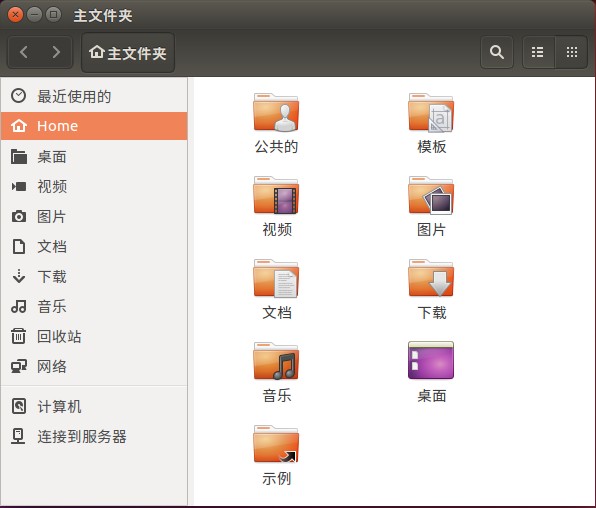 主文件夹
主文件夹
最近使用的
Home
桌面
视频
图片
文档
下载
音乐
回收站
网络
计算机
连接到服务器
公共的
模板
视频
图片
文档
下载
音乐
桌面
示例